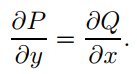 ∂P/∂y = ∂Q/∂x.